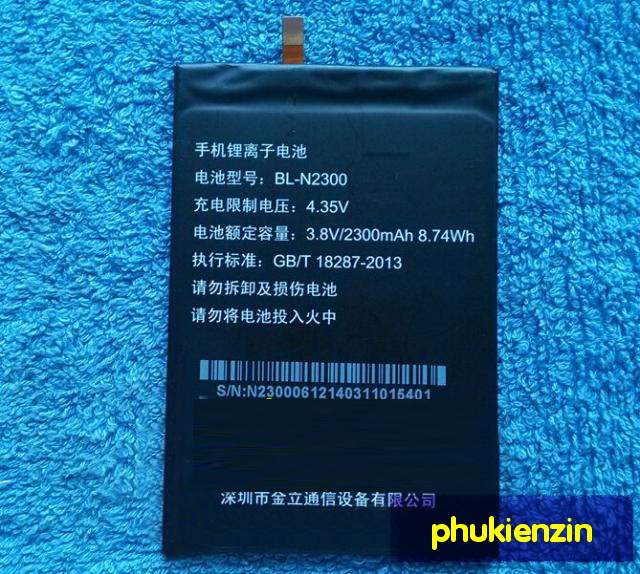 手机锂离子电池
电池型号：BL-N2300
充电限制电压：4.35V
电池额定容量：3.8V/2300mAh 8.74Wh
执行标准：GB/T 18287-2013
请勿拆卸及损伤电池
请勿将电池投入火中
S/N:N23000612140311015401
深圳市金立通信设备有限公司
phukienzin